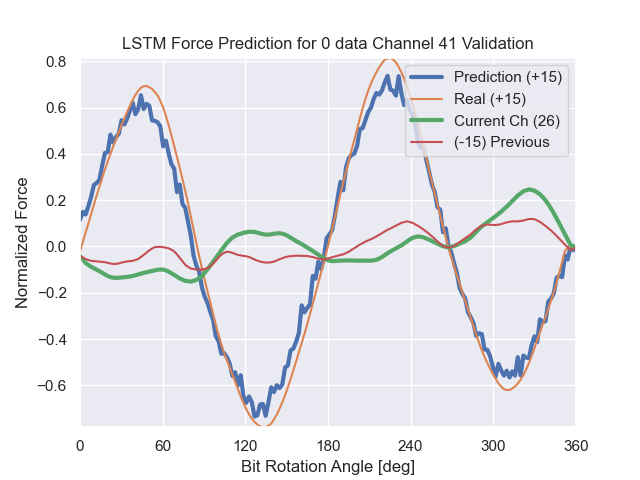 LSTM Force Prediction for 0 data Channel 41 Validation
0.8
0.6
0.4
0.2
0.0
−0.2
−0.4
−0.6
Normalized Force
Prediction (+15)
Real (+15)
Current Ch (26)
(-15) Previous
0 60 120 180 240 300 360
Bit Rotation Angle [deg]